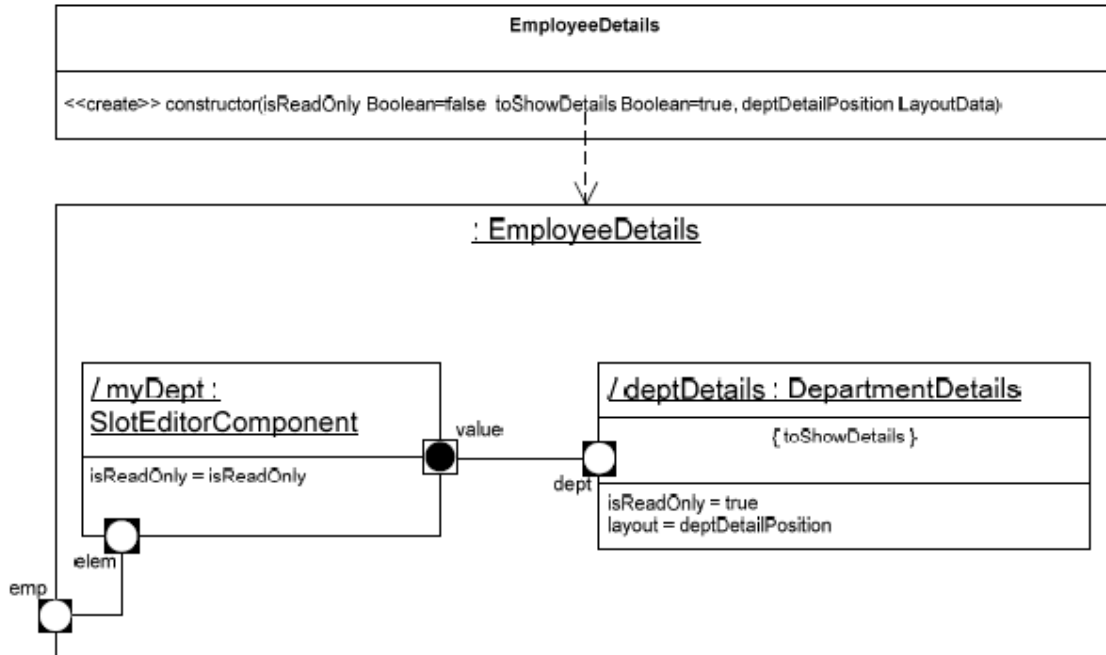 EmployeeDetails
<<create>> constructor(isReadOnly Boolean=false toShowDetails Boolean=true, deptDetailPosition LayoutData)
: EmployeeDetails
/ myDept :
SlotEditorComponent
isReadOnly = isReadOnly
value
/ deptDetails : DepartmentDetails
{ toShowDetails }
dept
isReadOnly = true
layout = deptDetailPosition
elem
emp